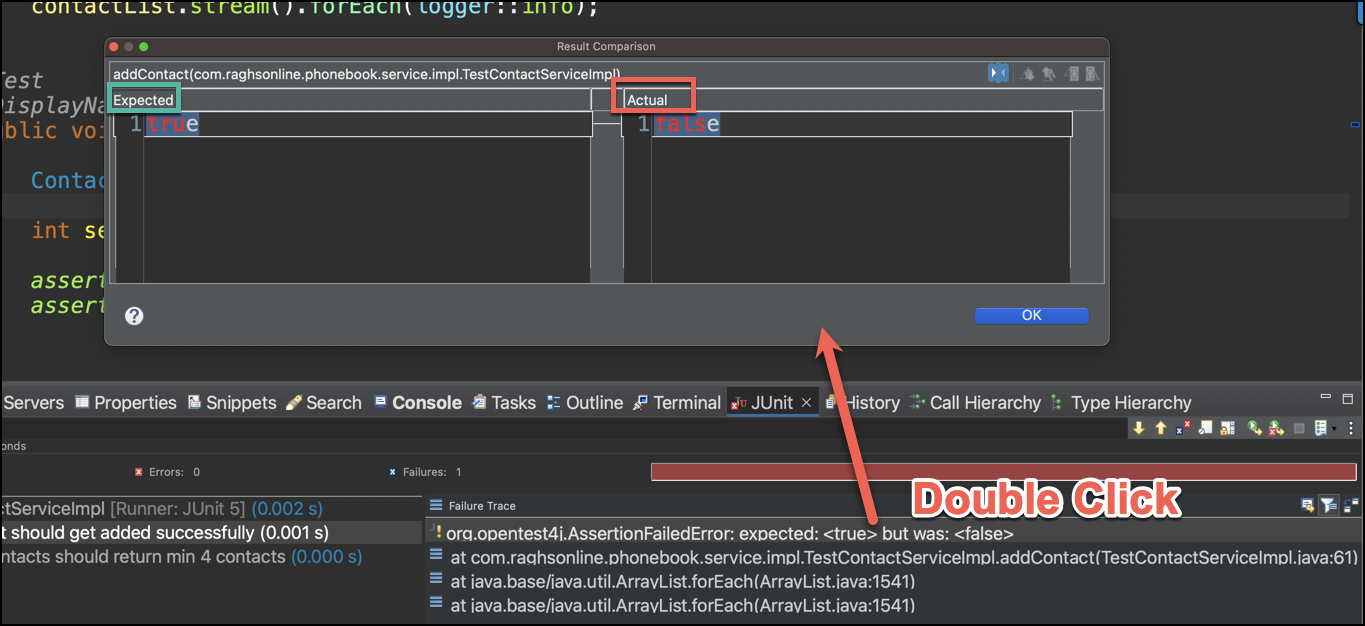 contactList.stream().forEach(logger::info);
Result Comparison
Test
addContact(com.raghsonline.phonebook.service.impl.TestContactServiceImpl)
DisplayNa
Expected
Actual
blic voi
1 true
1 false
Contac
int se
assert
assert
?
OK
Servers Properties Snippets Search Console Tasks Outline Terminal JUnit History Call Hierarchy Type Hierarchy
onds
Errors: 0
Failures: 1
Double Click
ctServiceImpl [Runner: JUnit 5] (0.002 s)
Failure Trace
t should get added successfully (0.001 s)
org.opentest4j.AssertionFailedError: expected: <true> but was: <false>
ntacts should return min 4 contacts (0.000 s)
at com.raghsonline.phonebook.service.impl.TestContactServiceImpl.addContact(TestContactServiceImpl.java:61)
at java.base/java.util.ArrayList.forEach(ArrayList.java:1541)
at java.base/java.util.ArrayList.forEach(ArrayList.java:1541)